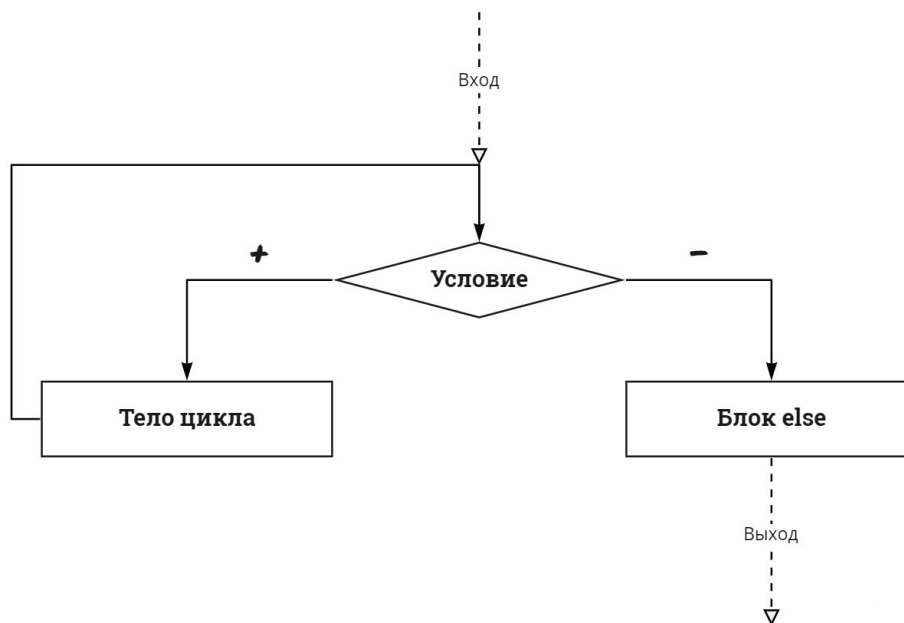 Вход
+
-
Условие
Тело цикла
Блок else
Выход